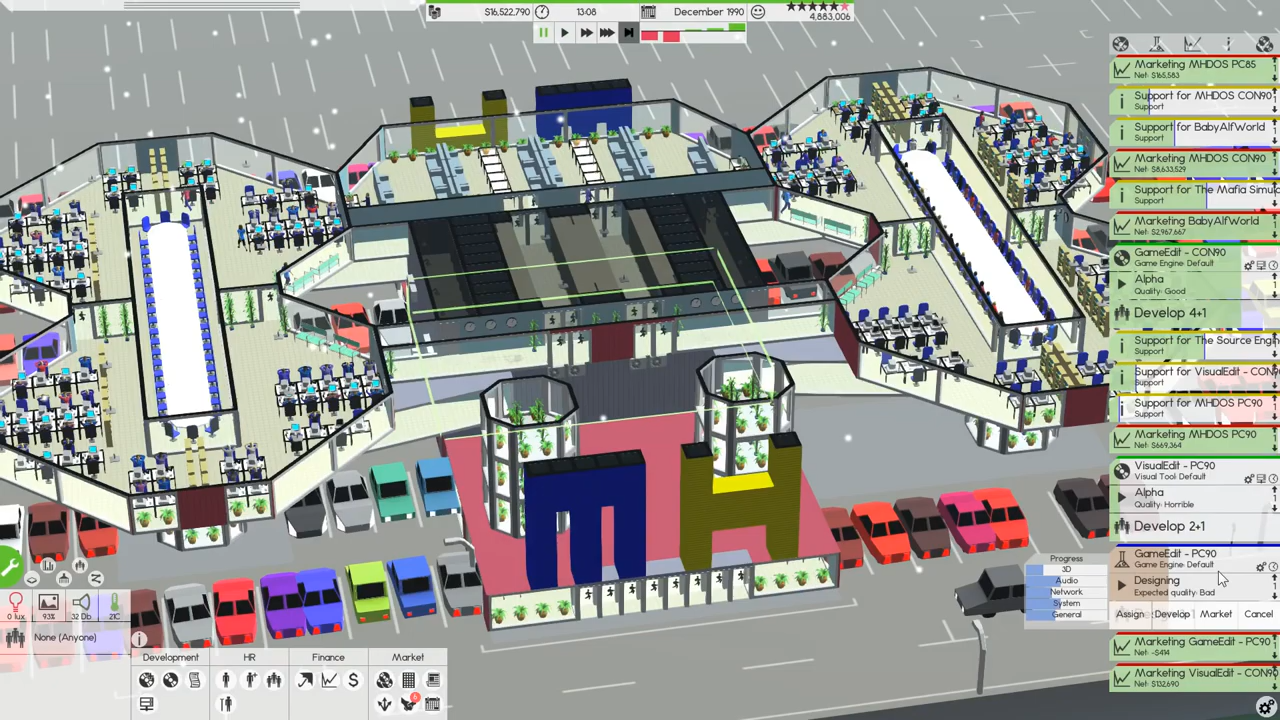 $16,522,790
13:08
December 1990
4,883,006
Marketing MHDOS PC85
Net: $165,583
Support for MHDOS CON90
Support
Support for BabyAlfWorld
Support
Marketing MHDOS CON90
Net: $8,633,529
Support for The Mafia Simu
Support
Marketing BabyAlfWorld
Net: $2,967,667
GameEdit - CON90
Game Engine: Default
Alpha
Quality: Good
Develop 4+1
Support for The Source Engin
Support
Support for VisualEdit - CON9
Support
Support for MHDOS PC90
Support
Marketing MHDOS PC90
Net: $669,364
VisualEdit - PC90
Visual Tool: Default
Alpha
Quality: Horrible
Develop 2+1
GameEdit - PC90
Game Engine: Default
Designing
Expected quality: Bad
Assign Develop Market Cancel
Marketing GameEdit - PC90
Net: -$414
Marketing VisualEdit - CON90
Net: $132,690
Progress
3D
Audio
Network
System
General
0 lux
93%
32 Db
21C
None (Anyone)
Development
HR
Finance
Market
6